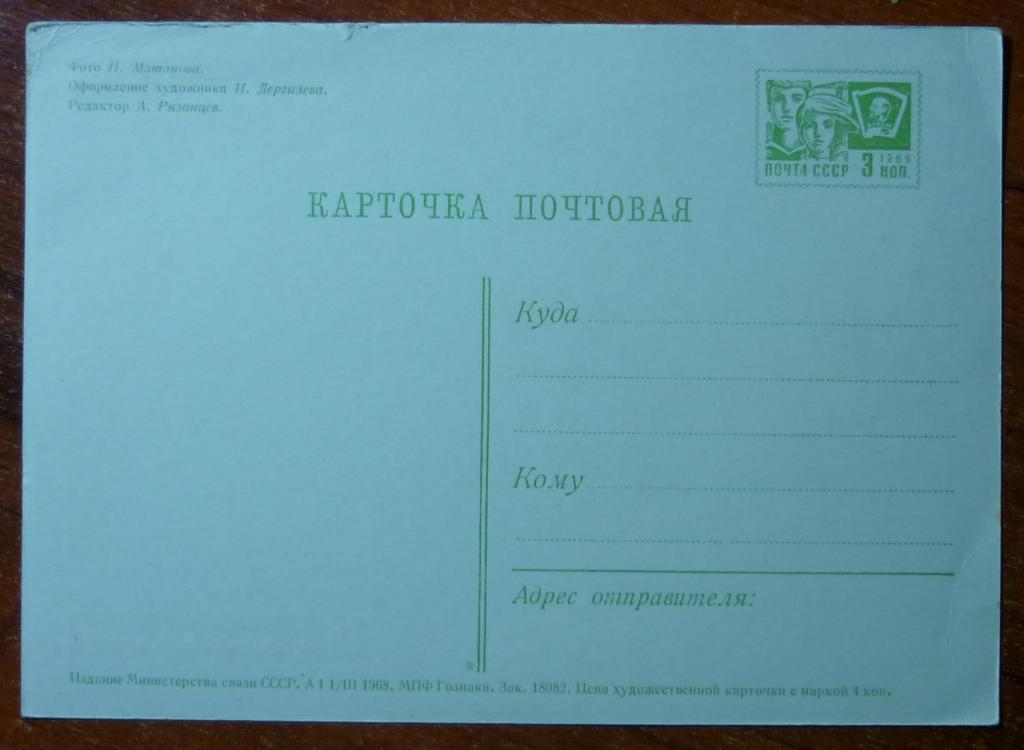 Фото Н. Матанова.
Оформление художника И. Дергилева.
Редактор А. Рязанцев.
1966
ПОЧТА СССР 3 КОП.
КАРТОЧКА ПОЧТОВАЯ
Куда
Кому
Адрес отправителя:
Издание Министерства связи СССР. А 1 1/III 1968. МПФ Гознака. Зак. 18082. Цена художественной карточки с маркой 4 коп.